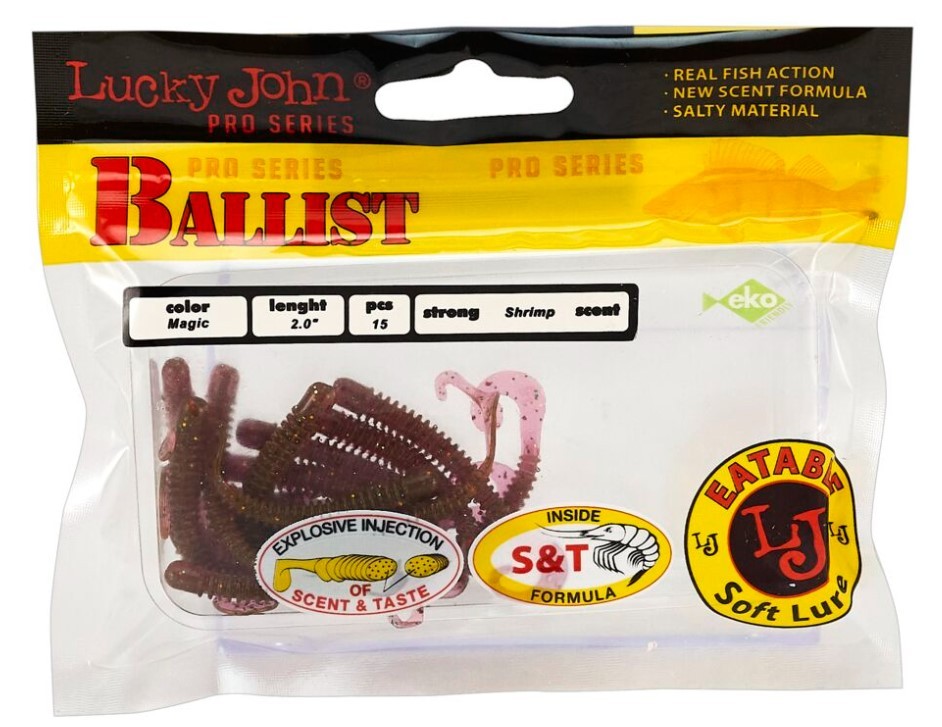 Lucky John®
PRO SERIES
· REAL FISH ACTION
· NEW SCENT FORMULA
· SALTY MATERIAL
PRO SERIES PRO SERIES
BALLIST
color lenght pcs strong Shrimp scent
Magic 2.0" 15
eko
EXPLOSIVE INJECTION
OF
SCENT & TASTE
INSIDE
S&T
FORMULA
EATABL
LJ LJ LJ
Soft Lure